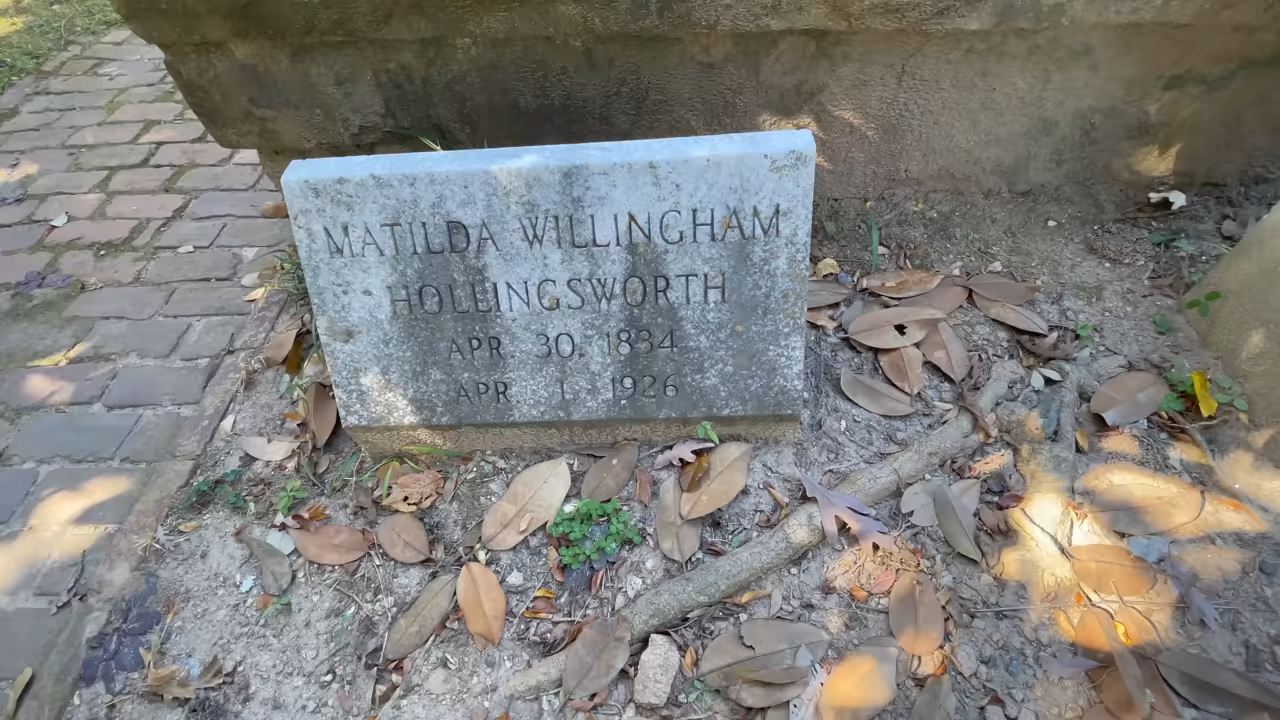 MATILDA WILLINGHAM
HOLLINGSWORTH
APR. 30, 1834
APR. 1, 1926